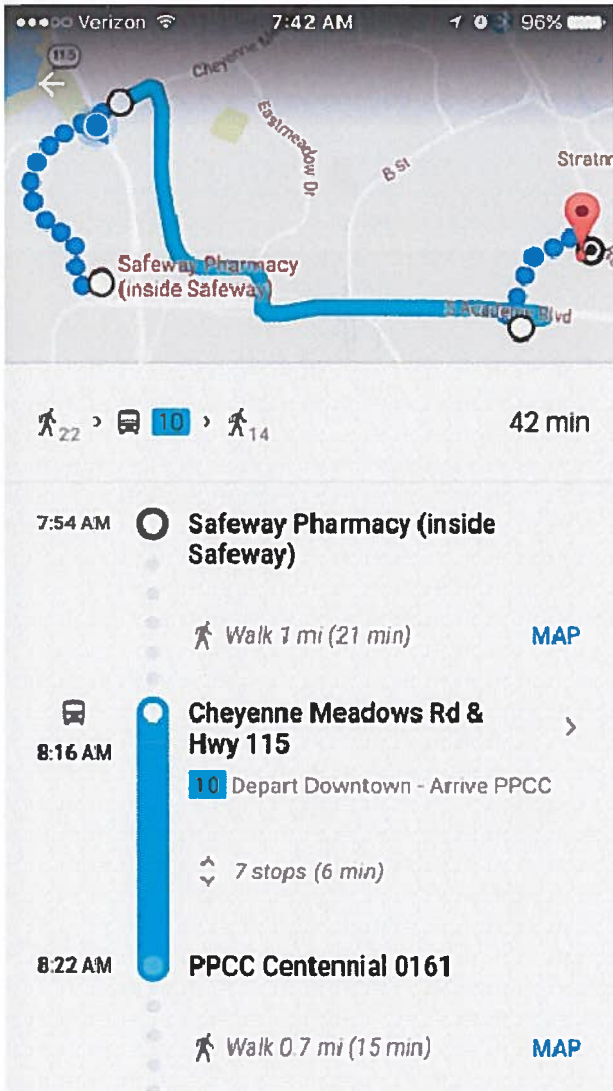 Verizon 7:42 AM 96%
115
Cheyenne M
Eastmeadow Dr
B St
Stratm
Safeway Pharmacy
(inside Safeway)
S Academy Blvd
22 › 10 › 14 42 min
7:54 AM Safeway Pharmacy (inside
Safeway)
Walk 1 mi (21 min) MAP
Cheyenne Meadows Rd &
Hwy 115
8:16 AM
10 Depart Downtown - Arrive PPCC
7 stops (6 min)
8:22 AM PPCC Centennial 0161
Walk 0.7 mi (15 min) MAP